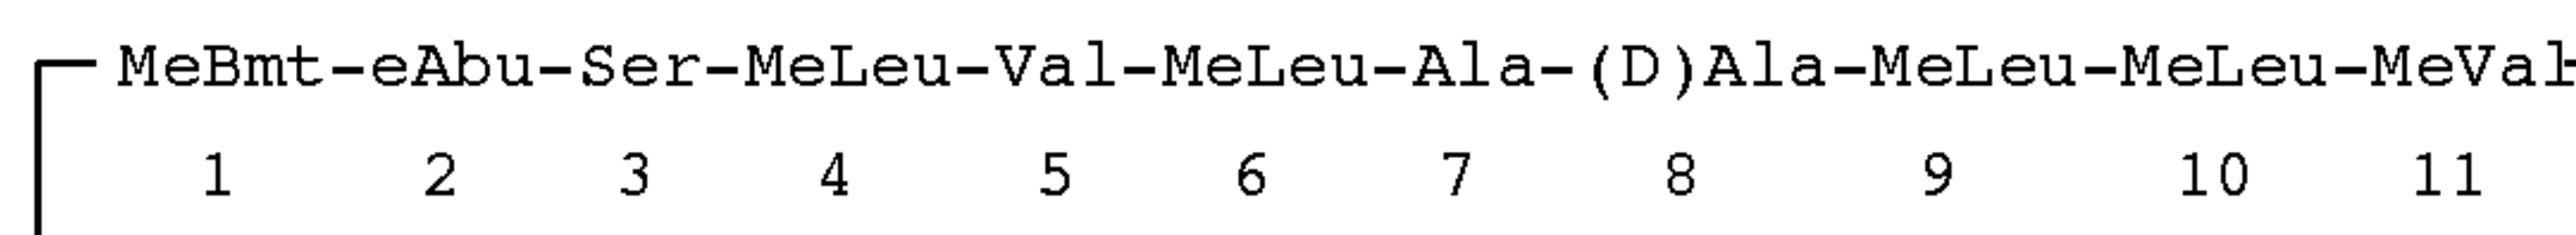 MeBmt-eAbu-Ser-MeLeu-Val-MeLeu-Ala-(D)Ala-MeLeu-MeLeu-MeVal-
1 2 3 4 5 6 7 8 9 10 11